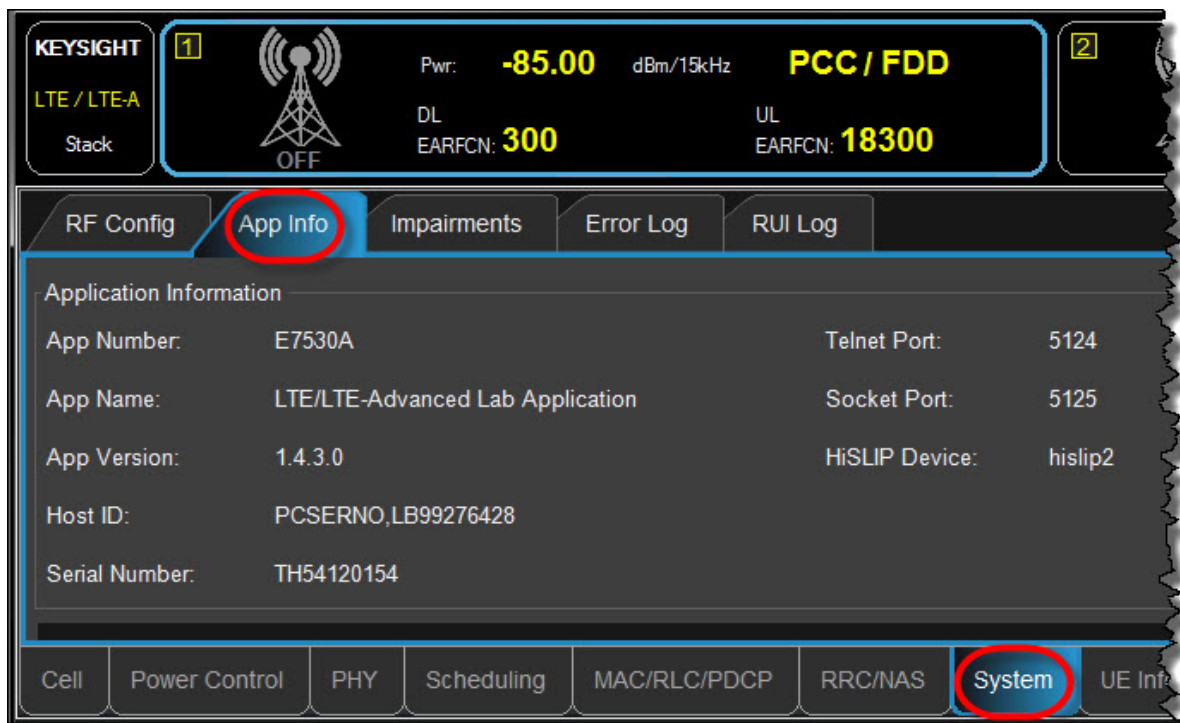 KEYSIGHT
LTE / LTE-A
Stack
1
OFF
Pwr: -85.00 dBm/15kHz PCC / FDD
DL
EARFCN: 300
UL
EARFCN: 18300
2
RF Config App Info Impairments Error Log RUI Log
Application Information
App Number: E7530A Telnet Port: 5124
App Name: LTE/LTE-Advanced Lab Application Socket Port: 5125
App Version: 1.4.3.0 HiSLIP Device: hislip2
Host ID: PCSERNO,LB99276428
Serial Number: TH54120154
Cell Power Control PHY Scheduling MAC/RLC/PDCP RRC/NAS System UE